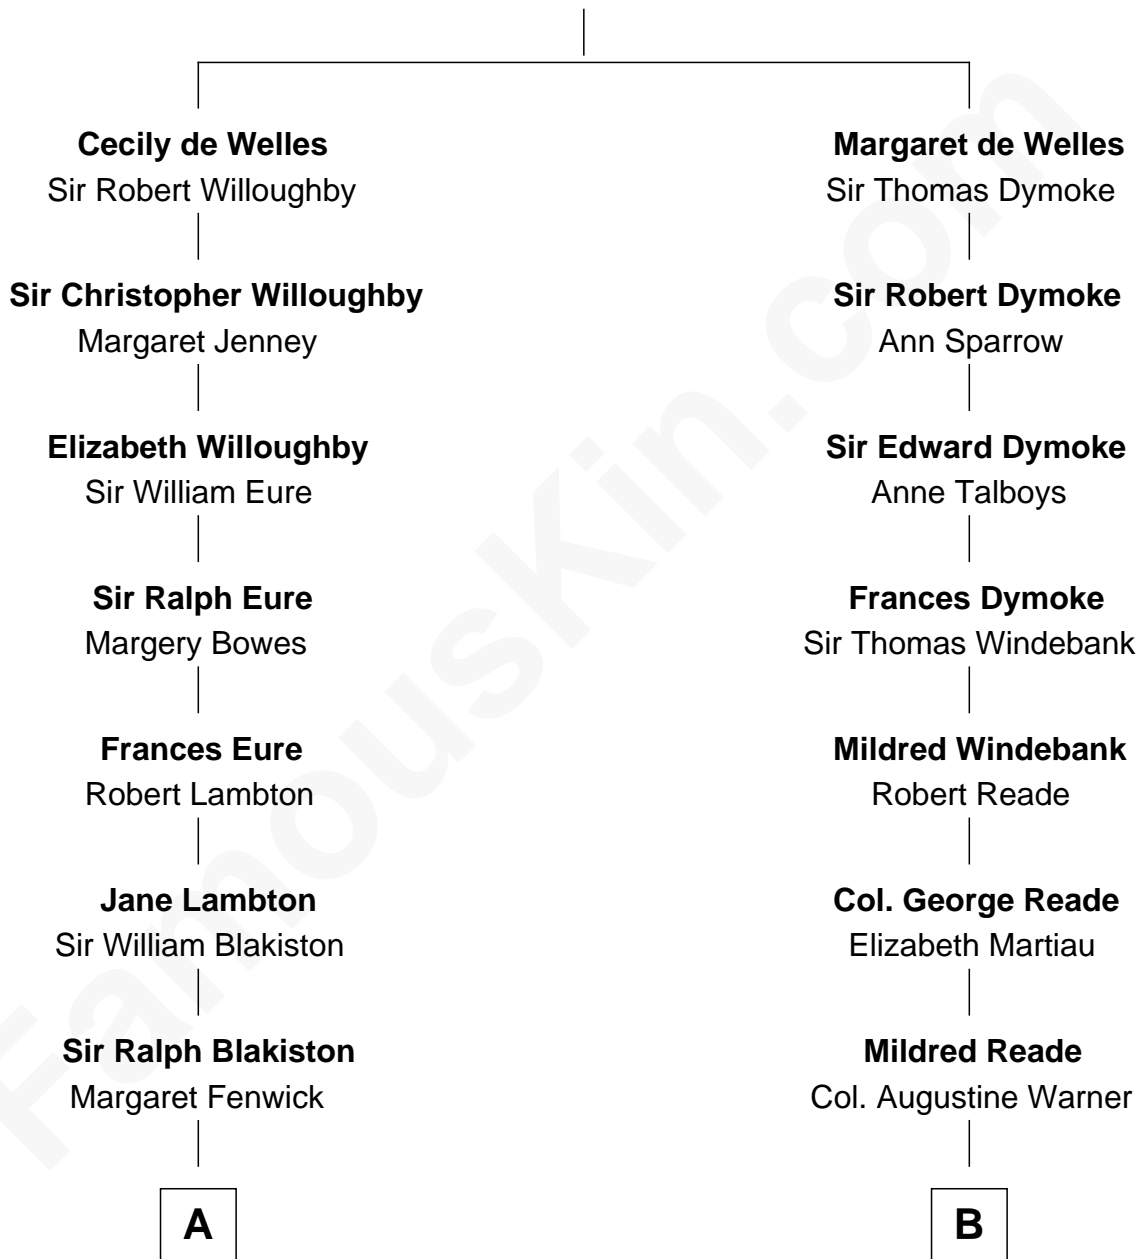 Cecily de Welles
Sir Robert Willoughby
Sir Christopher Willoughby
Margaret Jenney
Elizabeth Willoughby
Sir William Eure
Sir Ralph Eure
Margery Bowes
Frances Eure
Robert Lambton
Jane Lambton
Sir William Blakiston
Sir Ralph Blakiston
Margaret Fenwick
A
Margaret de Welles
Sir Thomas Dymoke
Sir Robert Dymoke
Ann Sparrow
Sir Edward Dymoke
Anne Talboys
Frances Dymoke
Sir Thomas Windebank
Mildred Windebank
Robert Reade
Col. George Reade
Elizabeth Martiau
Mildred Reade
Col. Augustine Warner
B
FamousKin.com